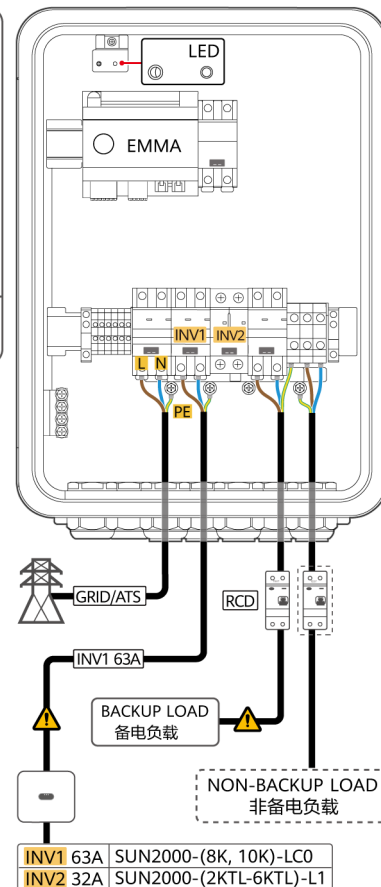 LED
EMMA
INV1 INV2
L N
PE
GRID/ATS
RCD
INV1 63A
BACKUP LOAD
备电负载
NON-BACKUP LOAD
非备电负载
INV1 63A SUN2000-(8K, 10K)-LC0
INV2 32A SUN2000-(2KTL-6KTL)-L1